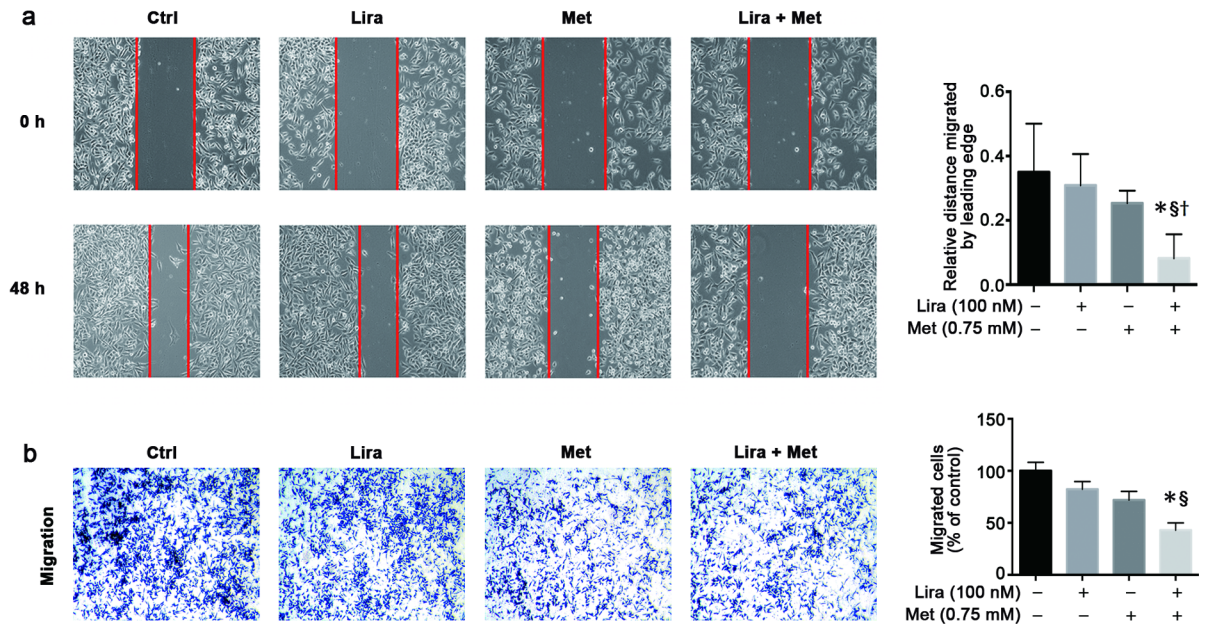 a
Ctrl Lira Met Lira + Met
0 h
48 h
Relative distance migrated
by leading edge
0.6
0.4
0.2
0.0
*§†
Lira (100 nM) – + – +
Met (0.75 mM) – – + +
b
Ctrl Lira Met Lira + Met
Migration
Migrated cells
(% of control)
150
100
50
0
*§
Lira (100 nM) – + – +
Met (0.75 mM) – – + +